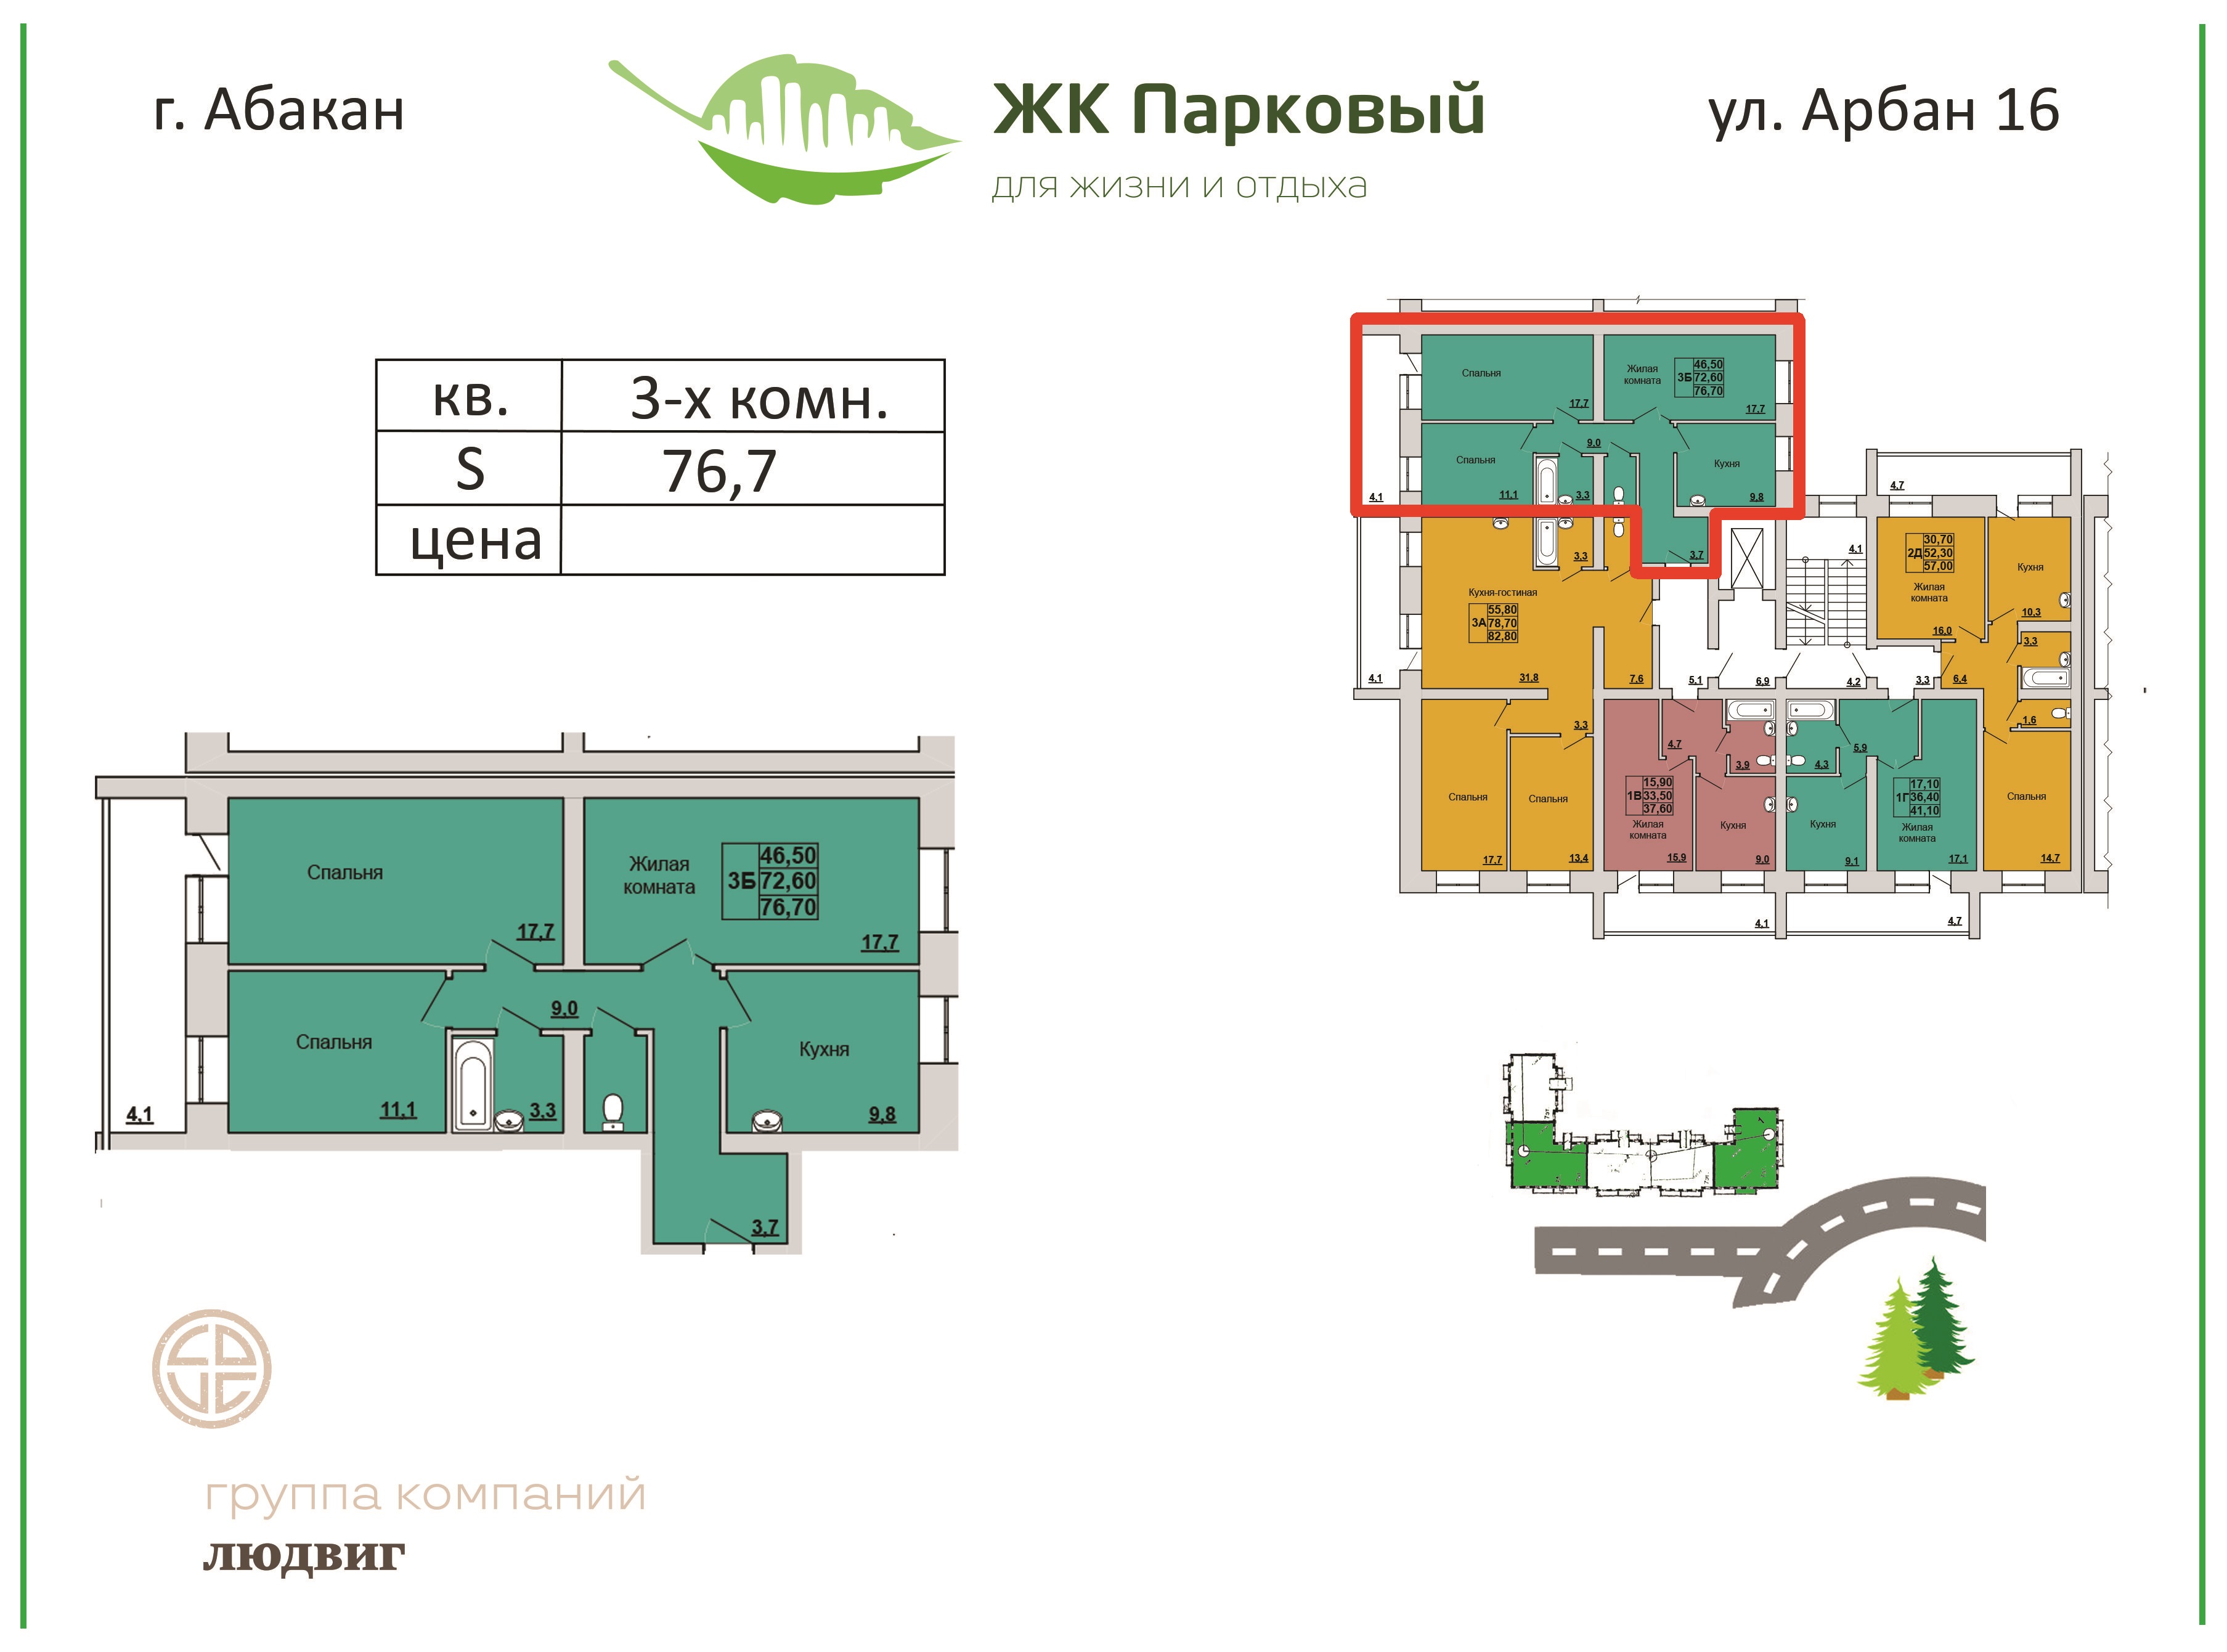 г. Абакан
ЖК Парковый
для жизни и отдыха
ул. Арбан 16
кв. 3-х комн.
S 76,7
цена
Спальня
17,7
Жилая
комната
3Б
46,50
72,60
76,70
17,7
9,0
Спальня
11,1
3,3
Кухня
9,8
4,1
3,7
Спальня
17,7
Жилая
комната
3Б
46,50
72,60
76,70
17,7
9,0
Спальня
11,1
3,3
Кухня
9,8
4,1
3,7
3,3
Кухня-гостиная
3А
55,80
78,70
82,80
4,1
31,8
7,6
5,1
6,9
4,2
3,3
4,1
4,7
2Д
30,70
52,30
57,00
Жилая
комната
16,0
Кухня
10,3
3,3
6,4
1,6
3,3
Спальня
17,7
Спальня
13,4
4,7
3,9
1В
15,90
33,50
37,60
Жилая
комната
15,9
Кухня
9,0
4,1
5,9
4,3
Кухня
9,1
1Г
17,10
36,40
41,10
Жилая
комната
17,1
4,7
Спальня
14,7
группа компаний
людвиг